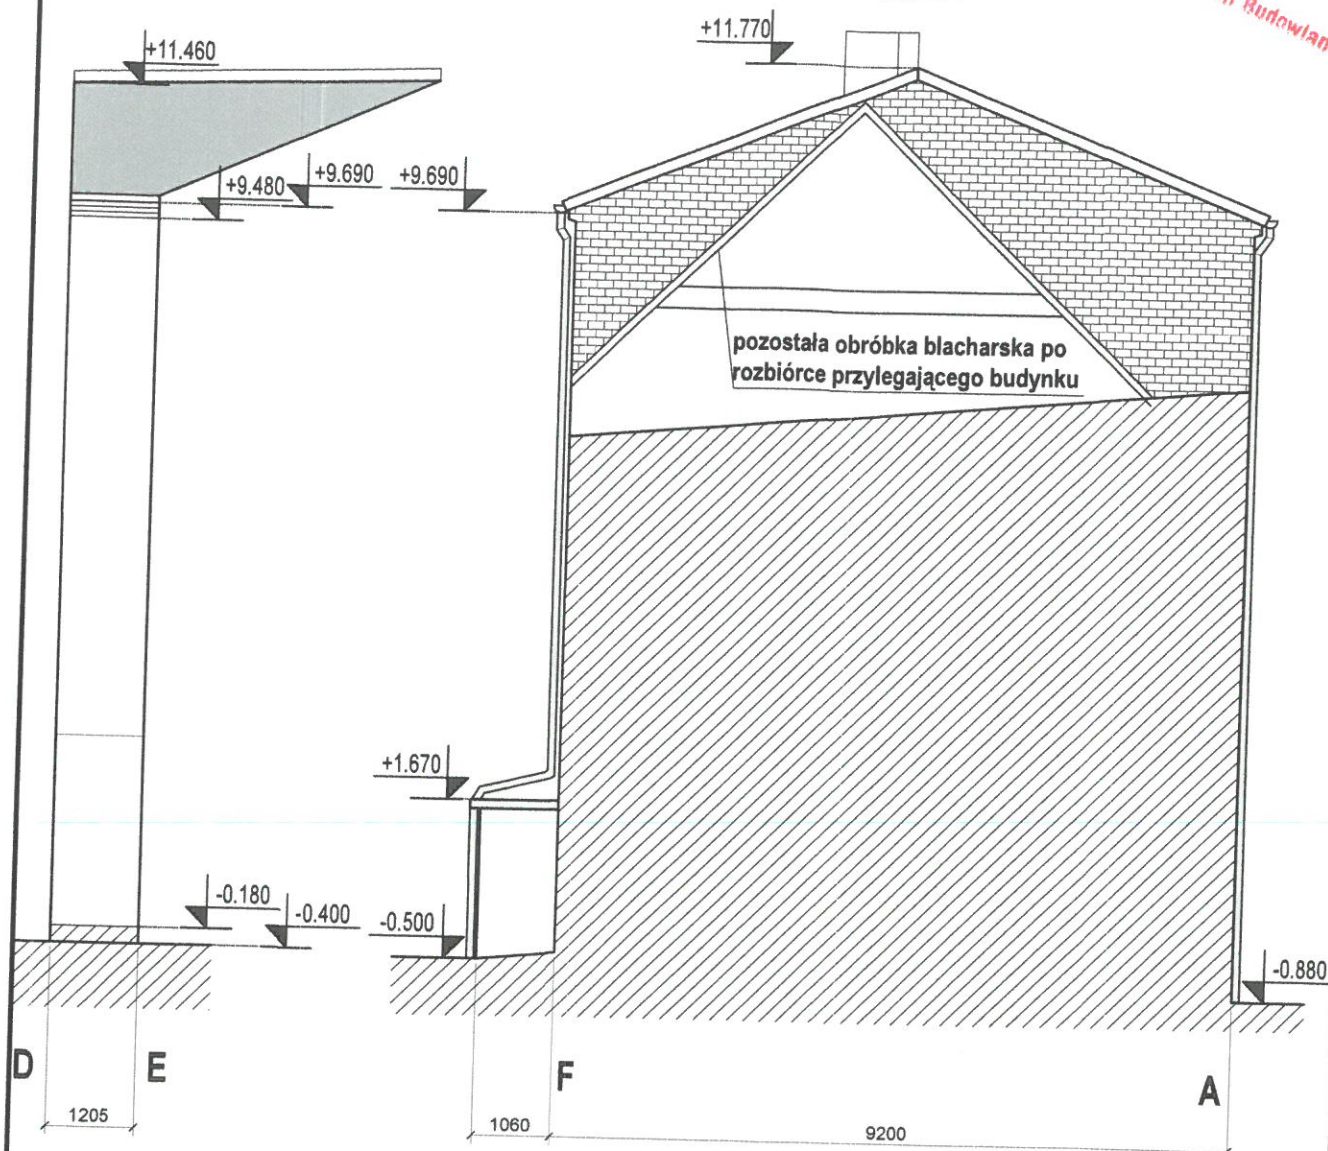 Budowlan
+11.460
+11.770
+9.480
+9.690
+9.690
pozostała obróbka blacharska po
rozbiórce przylegającego budynku
+1.670
-0.180
-0.400
-0.500
-0.880
D
E
F
A
1205
1060
9200